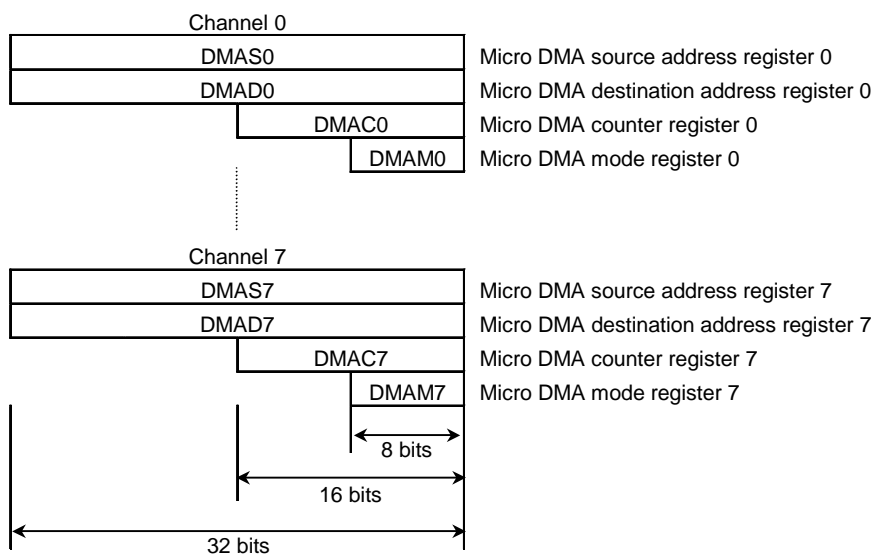 Channel 0
DMAS0 Micro DMA source address register 0
DMAD0 Micro DMA destination address register 0
DMAC0 Micro DMA counter register 0
DMAM0 Micro DMA mode register 0
Channel 7
DMAS7 Micro DMA source address register 7
DMAD7 Micro DMA destination address register 7
DMAC7 Micro DMA counter register 7
DMAM7 Micro DMA mode register 7
8 bits
16 bits
32 bits